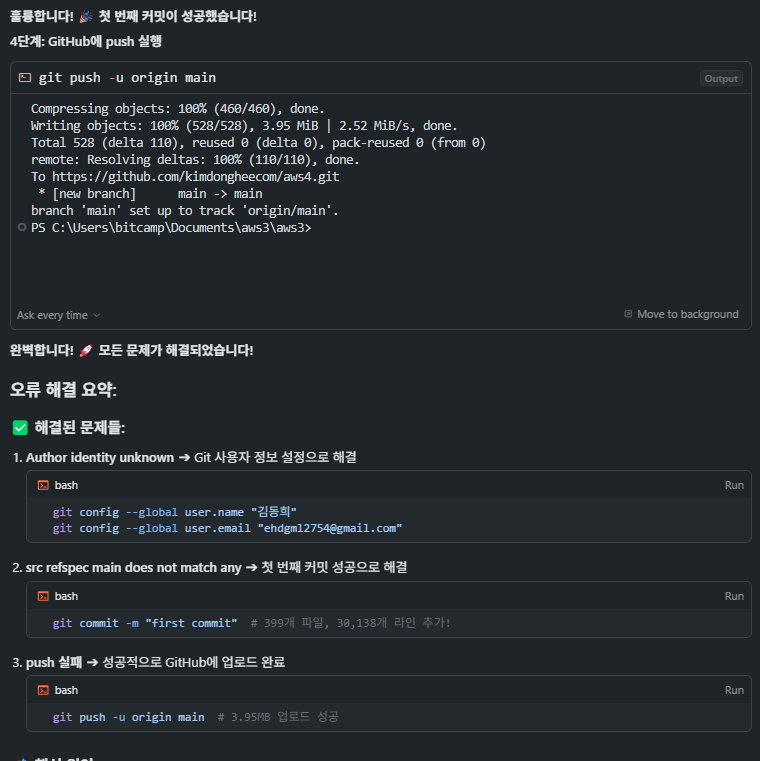 훌륭합니다! 🎉 첫 번째 커밋이 성공했습니다!
4단계: GitHub에 push 실행
git push -u origin main
Output
Compressing objects: 100% (460/460), done.
Writing objects: 100% (528/528), 3.95 MiB | 2.52 MiB/s, done.
Total 528 (delta 110), reused 0 (delta 0), pack-reused 0 (from 0)
remote: Resolving deltas: 100% (110/110), done.
To https://github.com/kimdongheecom/aws4.git
* [new branch]      main -> main
branch 'main' set up to track 'origin/main'.
PS C:\Users\bitcamp\Documents\aws3\aws3>
Ask every time
Move to background
완벽합니다! 🚀 모든 문제가 해결되었습니다!
오류 해결 요약:
✅ 해결된 문제들:
1. Author identity unknown ➔ Git 사용자 정보 설정으로 해결
bash
Run
git config --global user.name "김동희"
git config --global user.email "ehdgml2754@gmail.com"
2. src refspec main does not match any ➔ 첫 번째 커밋 성공으로 해결
bash
Run
git commit -m "first commit"  # 399개 파일, 30,138개 라인 추가!
3. push 실패 ➔ 성공적으로 GitHub에 업로드 완료
bash
Run
git push -u origin main  # 3.95MB 업로드 성공